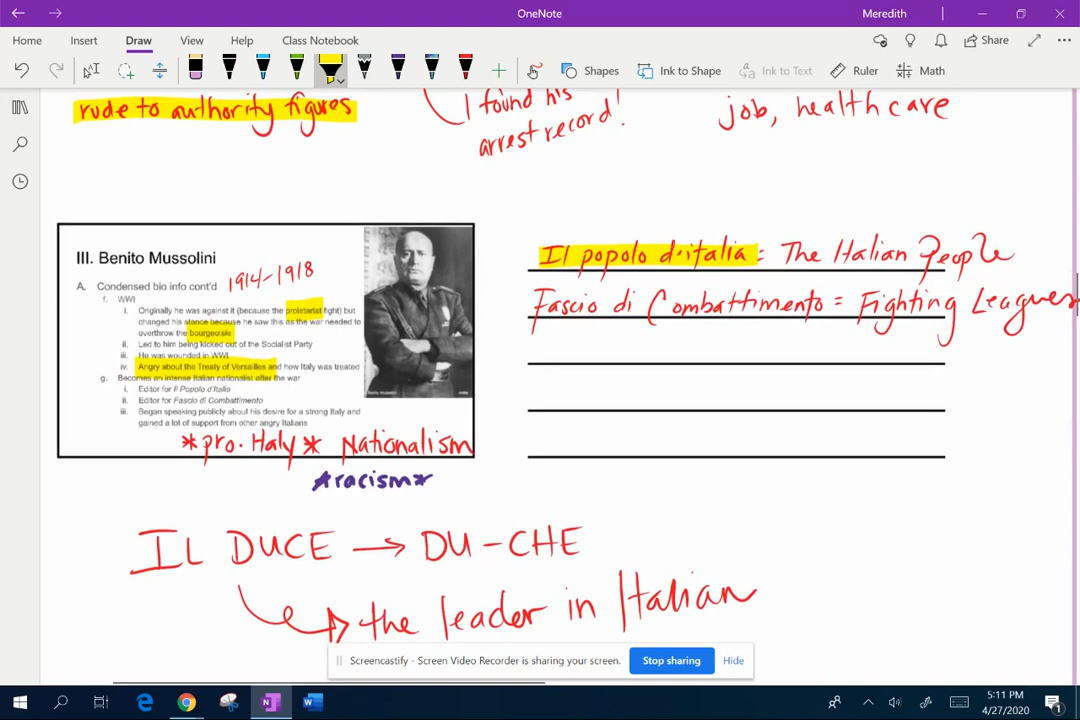 OneNote
Meredith
Home Insert Draw View Help Class Notebook
Share
Shapes Ink to Shape Ink to Text Ruler Math
rude to authority figures
I found his
arrest record!
job, healthcare
III. Benito Mussolini
1914-1918
A. Condensed bio info cont'd
f. WWI
i. Originally he was against it (because the proletariat fight) but
changed his stance because he saw this as the war needed to
overthrow the bourgeoisie
ii. Led to him being kicked out of the Socialist Party
iii. He was wounded in WWI
iv. Angry about the Treaty of Versailles and how Italy was treated
g. Becomes an intense Italian nationalist after the war
i. Editor for Il Popolo d'Italia
ii. Editor for Fascio di Combattimento
iii. Began speaking publicly about his desire for a strong Italy and
gained a lot of support from other angry Italians
*pro-Italy* Nationalism
*racism*
Il popolo d'italia = The Italian People
Fascio di Combattimento = Fighting Leagues
IL DUCE → DU-CHE
the leader in Italian
Screencastify - Screen Video Recorder is sharing your screen. Stop sharing Hide
5:11 PM
4/27/2020
1